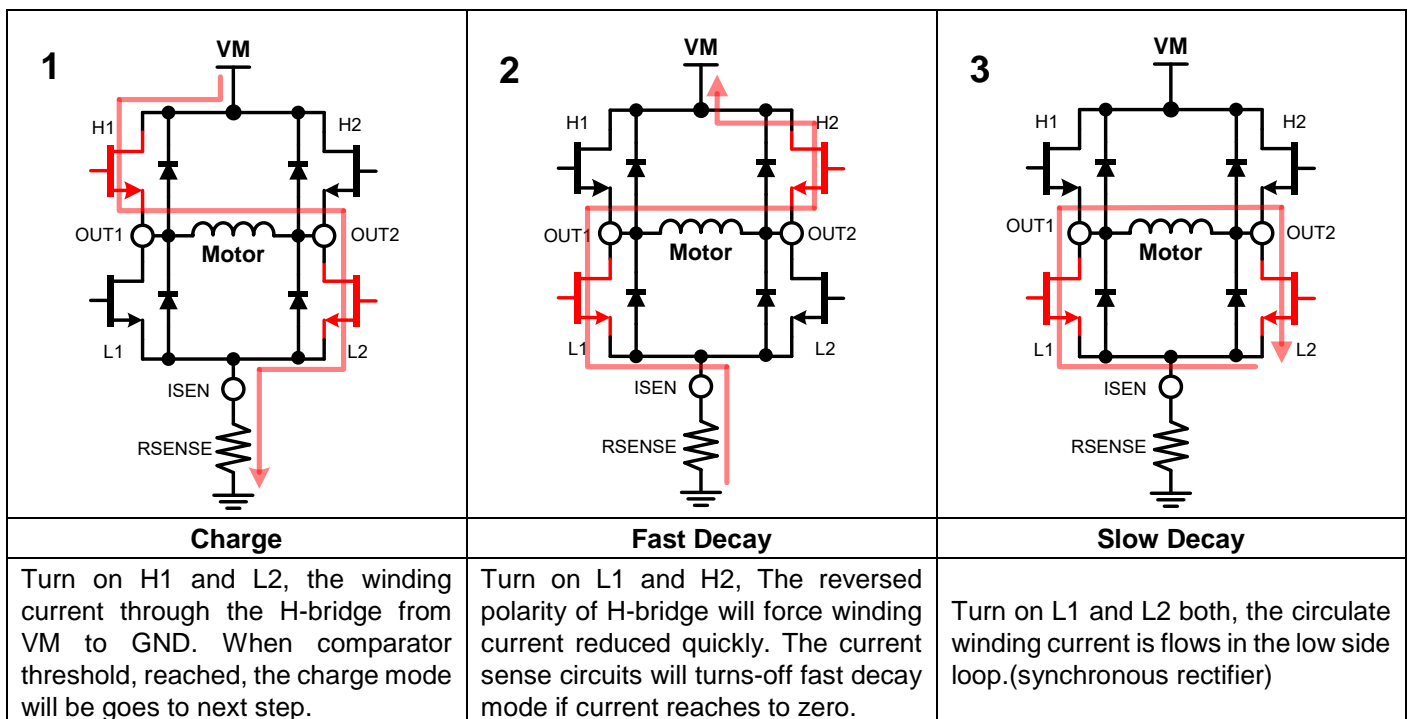 1
VM
H1
H2
OUT1
OUT2
Motor
L1
L2
ISEN
RSENSE
2
VM
H1
H2
OUT1
OUT2
Motor
L1
L2
ISEN
RSENSE
3
VM
H1
H2
OUT1
OUT2
Motor
L1
L2
ISEN
RSENSE
Charge
Turn on H1 and L2, the winding
current through the H-bridge from
VM to GND. When comparator
threshold, reached, the charge mode
will be goes to next step.
Fast Decay
Turn on L1 and H2, The reversed
polarity of H-bridge will force winding
current reduced quickly. The current
sense circuits will turns-off fast decay
mode if current reaches to zero.
Slow Decay
Turn on L1 and L2 both, the circulate
winding current is flows in the low side
loop.(synchronous rectifier)